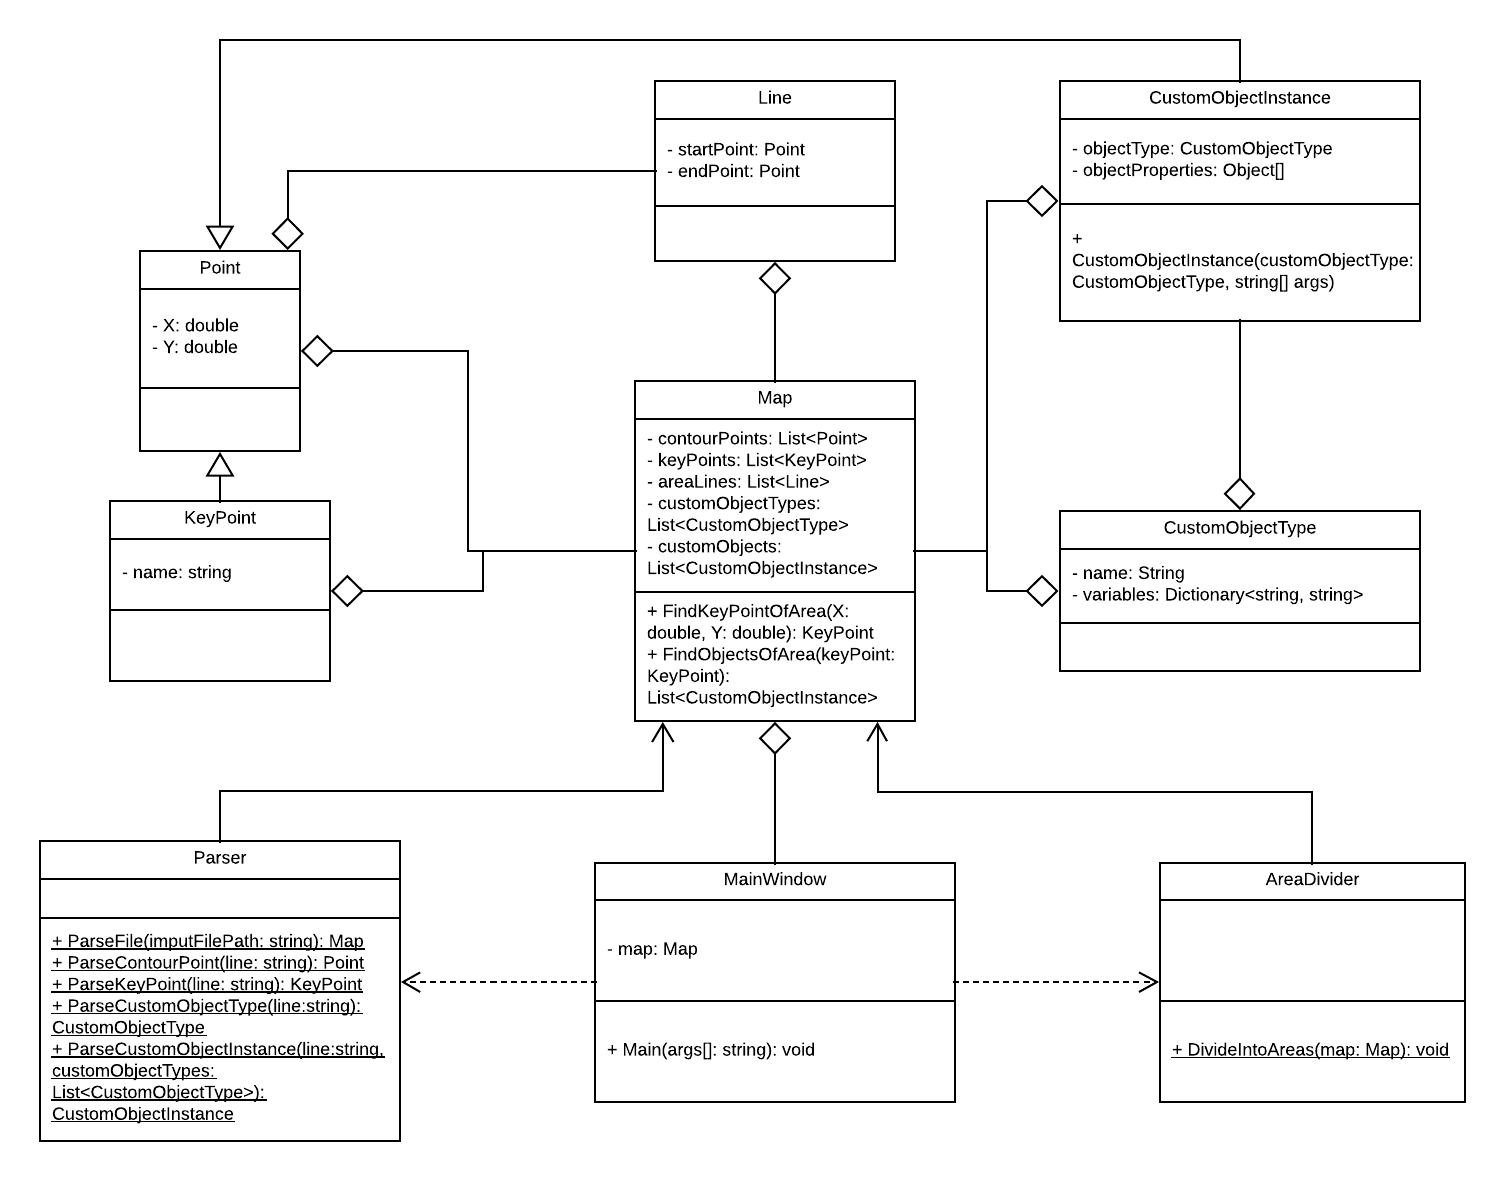 Line
- startPoint: Point
- endPoint: Point
CustomObjectInstance
- objectType: CustomObjectType
- objectProperties: Object[]
+
CustomObjectInstance(customObjectType:
CustomObjectType, string[] args)
Point
- X: double
- Y: double
KeyPoint
- name: string
Map
- contourPoints: List<Point>
- keyPoints: List<KeyPoint>
- areaLines: List<Line>
- customObjectTypes:
List<CustomObjectType>
- customObjects:
List<CustomObjectInstance>
+ FindKeyPointOfArea(X:
double, Y: double): KeyPoint
+ FindObjectsOfArea(keyPoint:
KeyPoint):
List<CustomObjectInstance>
CustomObjectType
- name: String
- variables: Dictionary<string, string>
Parser
+ ParseFile(imputFilePath: string): Map
+ ParseContourPoint(line: string): Point
+ ParseKeyPoint(line: string): KeyPoint
+ ParseCustomObjectType(line:string):
CustomObjectType
+ ParseCustomObjectInstance(line:string,
customObjectTypes:
List<CustomObjectType>):
CustomObjectInstance
MainWindow
- map: Map
+ Main(args[]: string): void
AreaDivider
+ DivideIntoAreas(map: Map): void